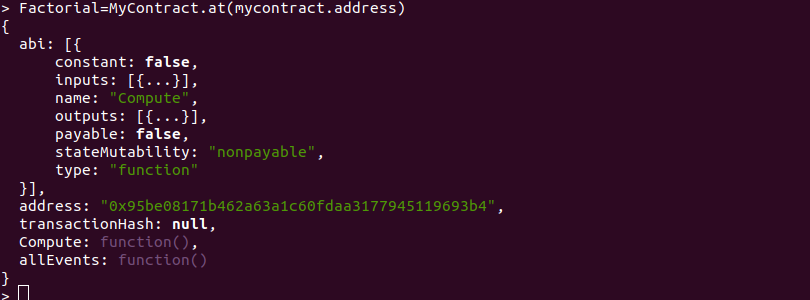 > Factorial=MyContract.at(mycontract.address)
{
  abi: [{
      constant: false,
      inputs: [{...}],
      name: "Compute",
      outputs: [{...}],
      payable: false,
      stateMutability: "nonpayable",
      type: "function"
  }],
  address: "0x95be08171b462a63a1c60fdaa3177945119693b4",
  transactionHash: null,
  Compute: function(),
  allEvents: function()
}
>